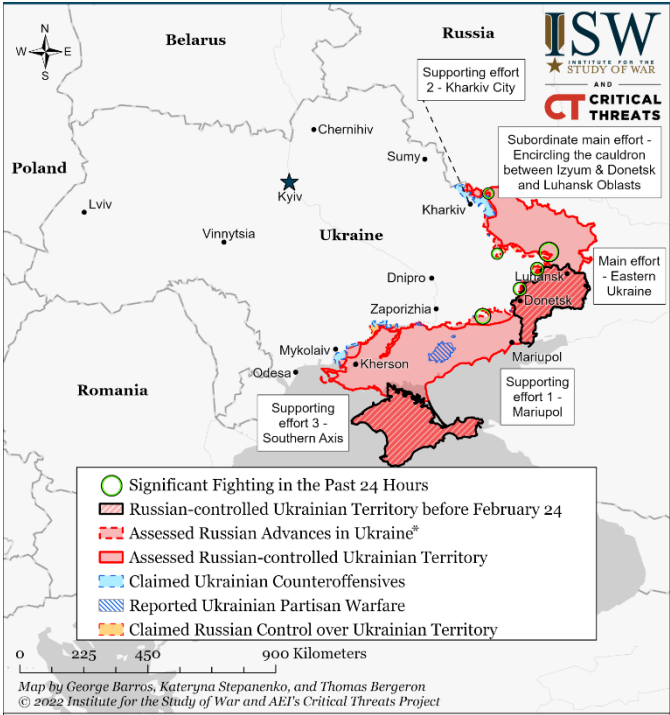 Belarus
Russia
N
W E
S
ISW
INSTITUTE FOR THE
STUDY OF WAR
AND
CT CRITICAL
THREATS
Supporting effort
2 - Kharkiv City
Chernihiv
Sumy
Subordinate main effort -
Encircling the cauldron
between Izyum & Donetsk
and Luhansk Oblasts
Poland
Kyiv
Lviv
Kharkiv
Vinnytsia
Ukraine
Main effort
- Eastern
Ukraine
Luhansk
Dnipro
Donetsk
Zaporizhia
Mykolaiv
Mariupol
Kherson
Odesa
Romania
Supporting
effort 1 -
Mariupol
Supporting
effort 3 -
Southern Axis
Significant Fighting in the Past 24 Hours
Russian-controlled Ukrainian Territory before February 24
Assessed Russian Advances in Ukraine*
Assessed Russian-controlled Ukrainian Territory
Claimed Ukrainian Counteroffensives
Reported Ukrainian Partisan Warfare
Claimed Russian Control over Ukrainian Territory
0 225 450 900 Kilometers
Map by George Barros, Kateryna Stepanenko, and Thomas Bergeron
© 2022 Institute for the Study of War and AEI's Critical Threats Project